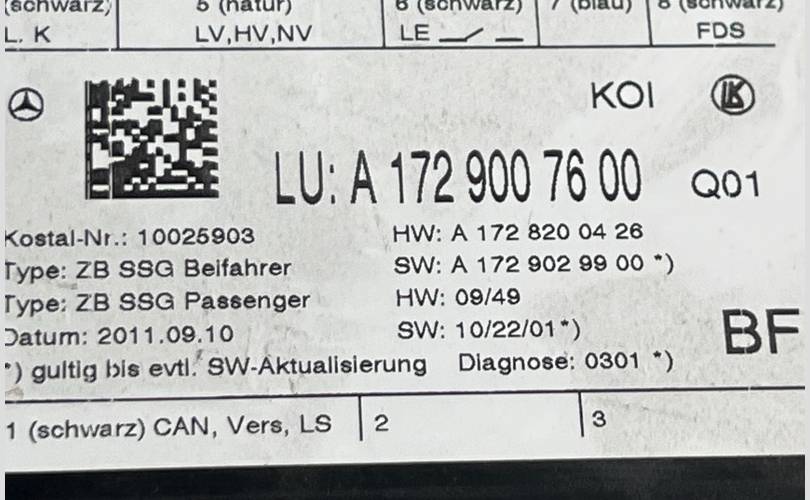 (schwarz) 5 (natur) 6 (schwarz) 7 (blau) 8 (schwarz)
L. K LV,HV,NV LE FDS
KOI
LU: A 172 900 76 00 Q01
Kostal-Nr.: 10025903 HW: A 172 820 04 26
Type: ZB SSG Beifahrer SW: A 172 902 99 00 *)
Type: ZB SSG Passenger HW: 09/49
Datum: 2011.09.10 SW: 10/22/01*)
BF
*) gultig bis evtl. SW-Aktualisierung Diagnose: 0301 *)
1 (schwarz) CAN, Vers, LS 2 3